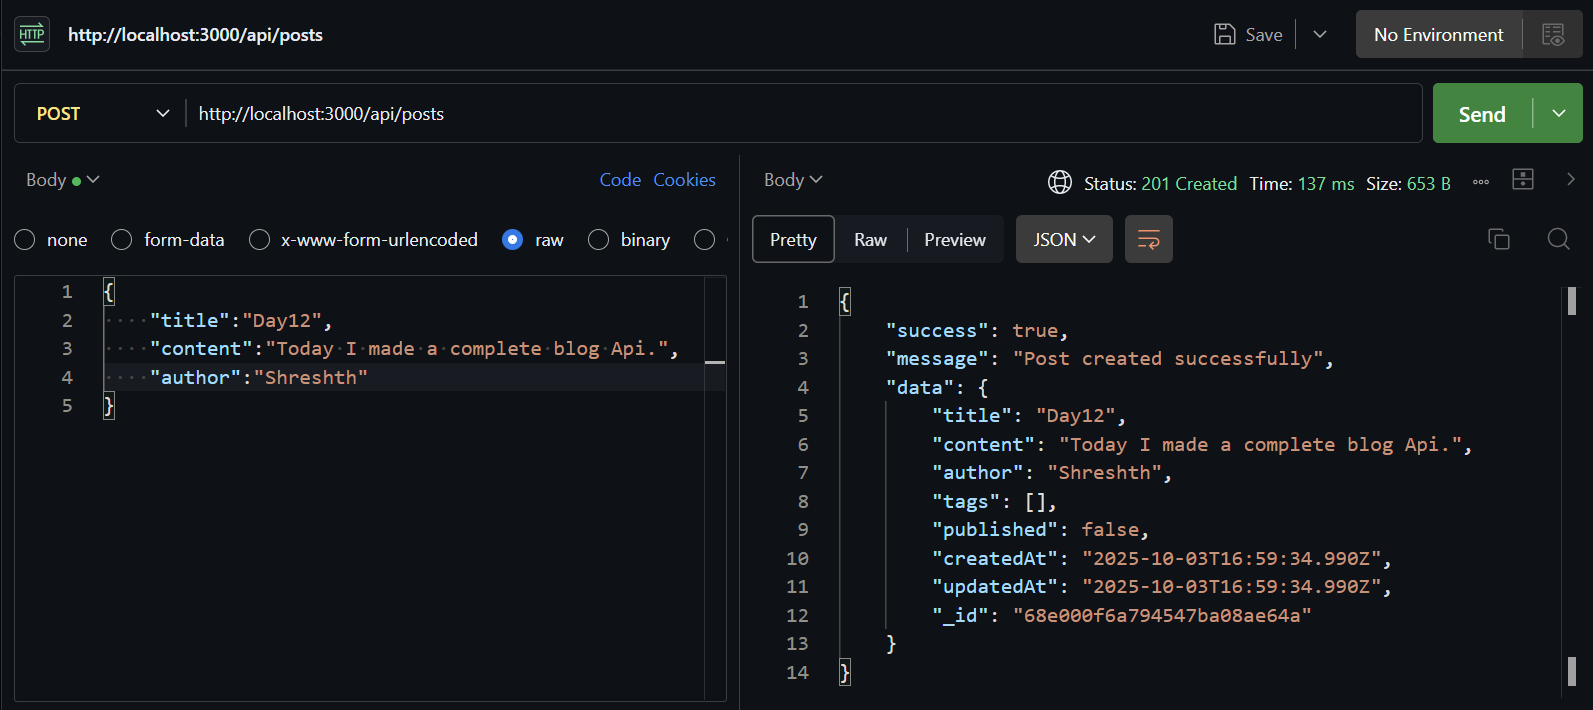 HTTP http://localhost:3000/api/posts Save No Environment
POST http://localhost:3000/api/posts Send
Body Code Cookies
none form-data x-www-form-urlencoded raw binary
1 {
2 "title":"Day12",
3 "content":"Today I made a complete blog Api.",
4 "author":"Shreshth"
5 }
Body Status: 201 Created Time: 137 ms Size: 653 B
Pretty Raw Preview JSON
1 {
2 "success": true,
3 "message": "Post created successfully",
4 "data": {
5 "title": "Day12",
6 "content": "Today I made a complete blog Api.",
7 "author": "Shreshth",
8 "tags": [],
9 "published": false,
10 "createdAt": "2025-10-03T16:59:34.990Z",
11 "updatedAt": "2025-10-03T16:59:34.990Z",
12 "_id": "68e000f6a794547ba08ae64a"
13 }
14 }